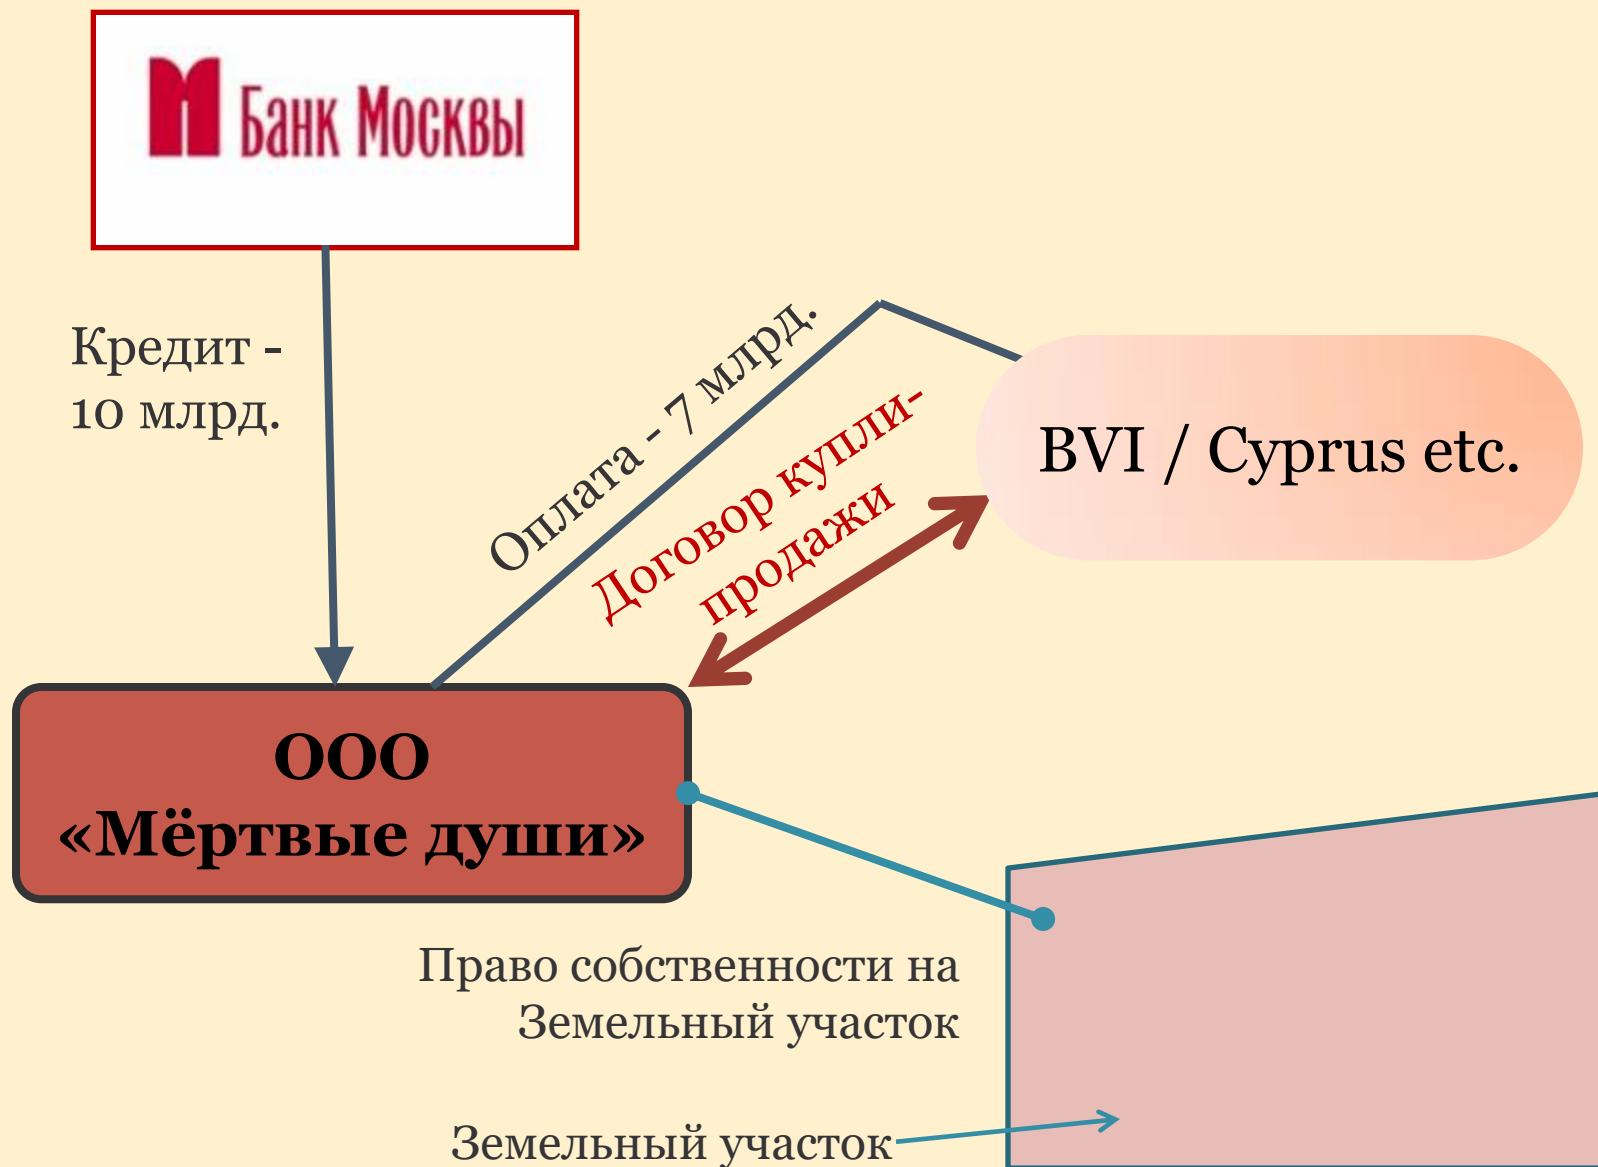 Банк Москвы
Кредит -
10 млрд.
Оплата - 7 млрд.
Договор купли-
продажи
BVI / Cyprus etc.
ООО
«Мёртвые души»
Право собственности на
Земельный участок
Земельный участок